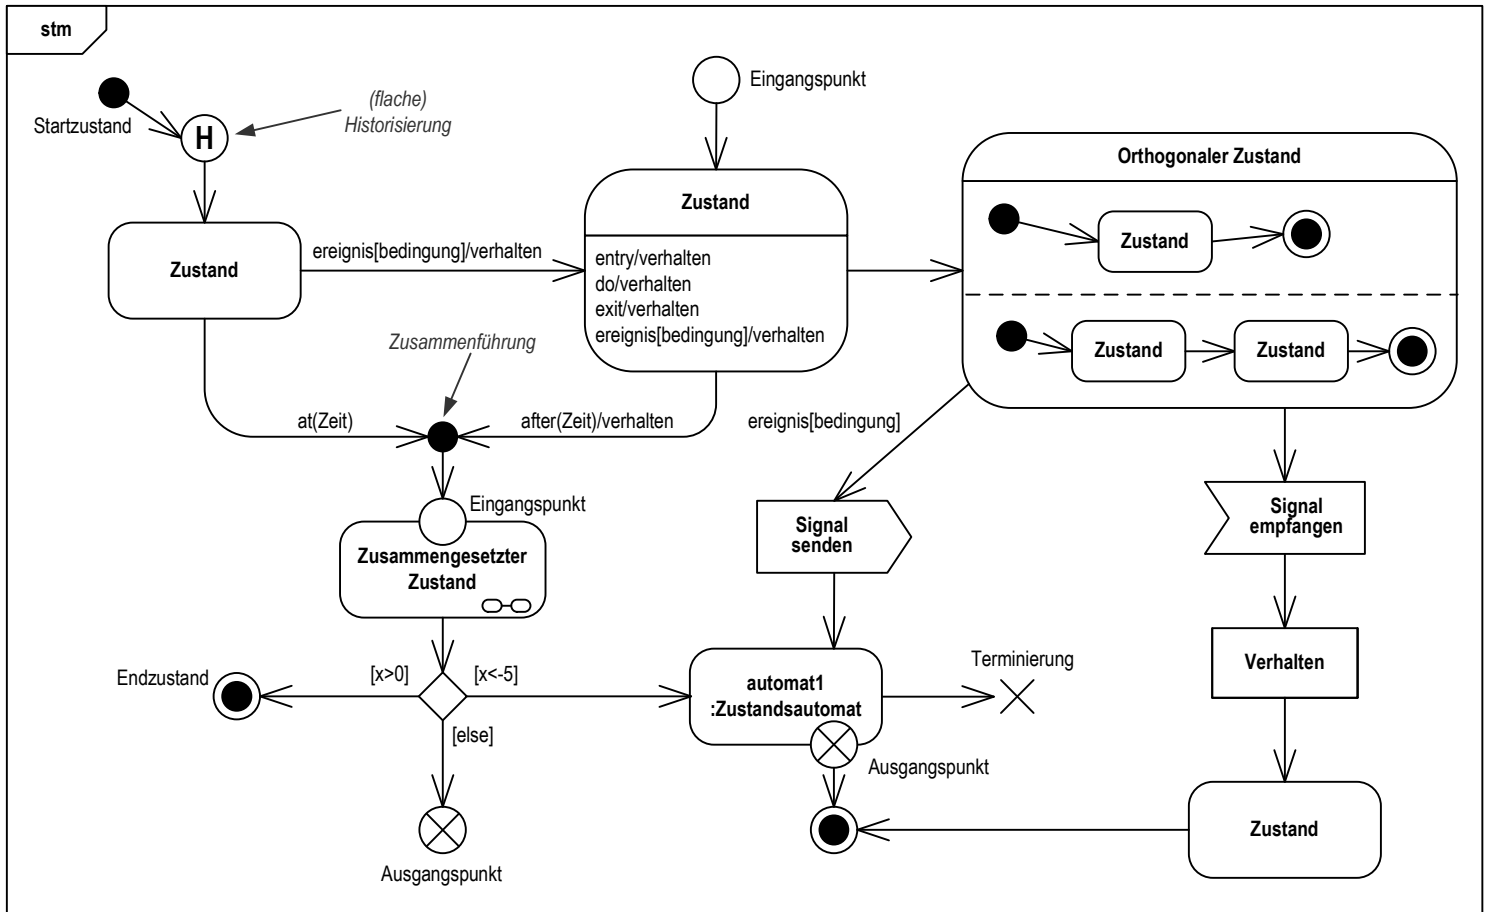 stm
Startzustand
H
(flache)
Historisierung
Eingangspunkt
Zustand
ereignis[bedingung]/verhalten
Zustand
entry/verhalten
do/verhalten
exit/verhalten
ereignis[bedingung]/verhalten
Orthogonaler Zustand
Zustand
Zustand
Zustand
Zusammenführung
at(Zeit)
after(Zeit)/verhalten
ereignis[bedingung]
Eingangspunkt
Zusammengesetzter
Zustand
Signal
senden
Signal
empfangen
Endzustand
[x>0]
[x<-5]
[else]
Ausgangspunkt
automat1
:Zustandsautomat
Terminierung
Ausgangspunkt
Verhalten
Zustand